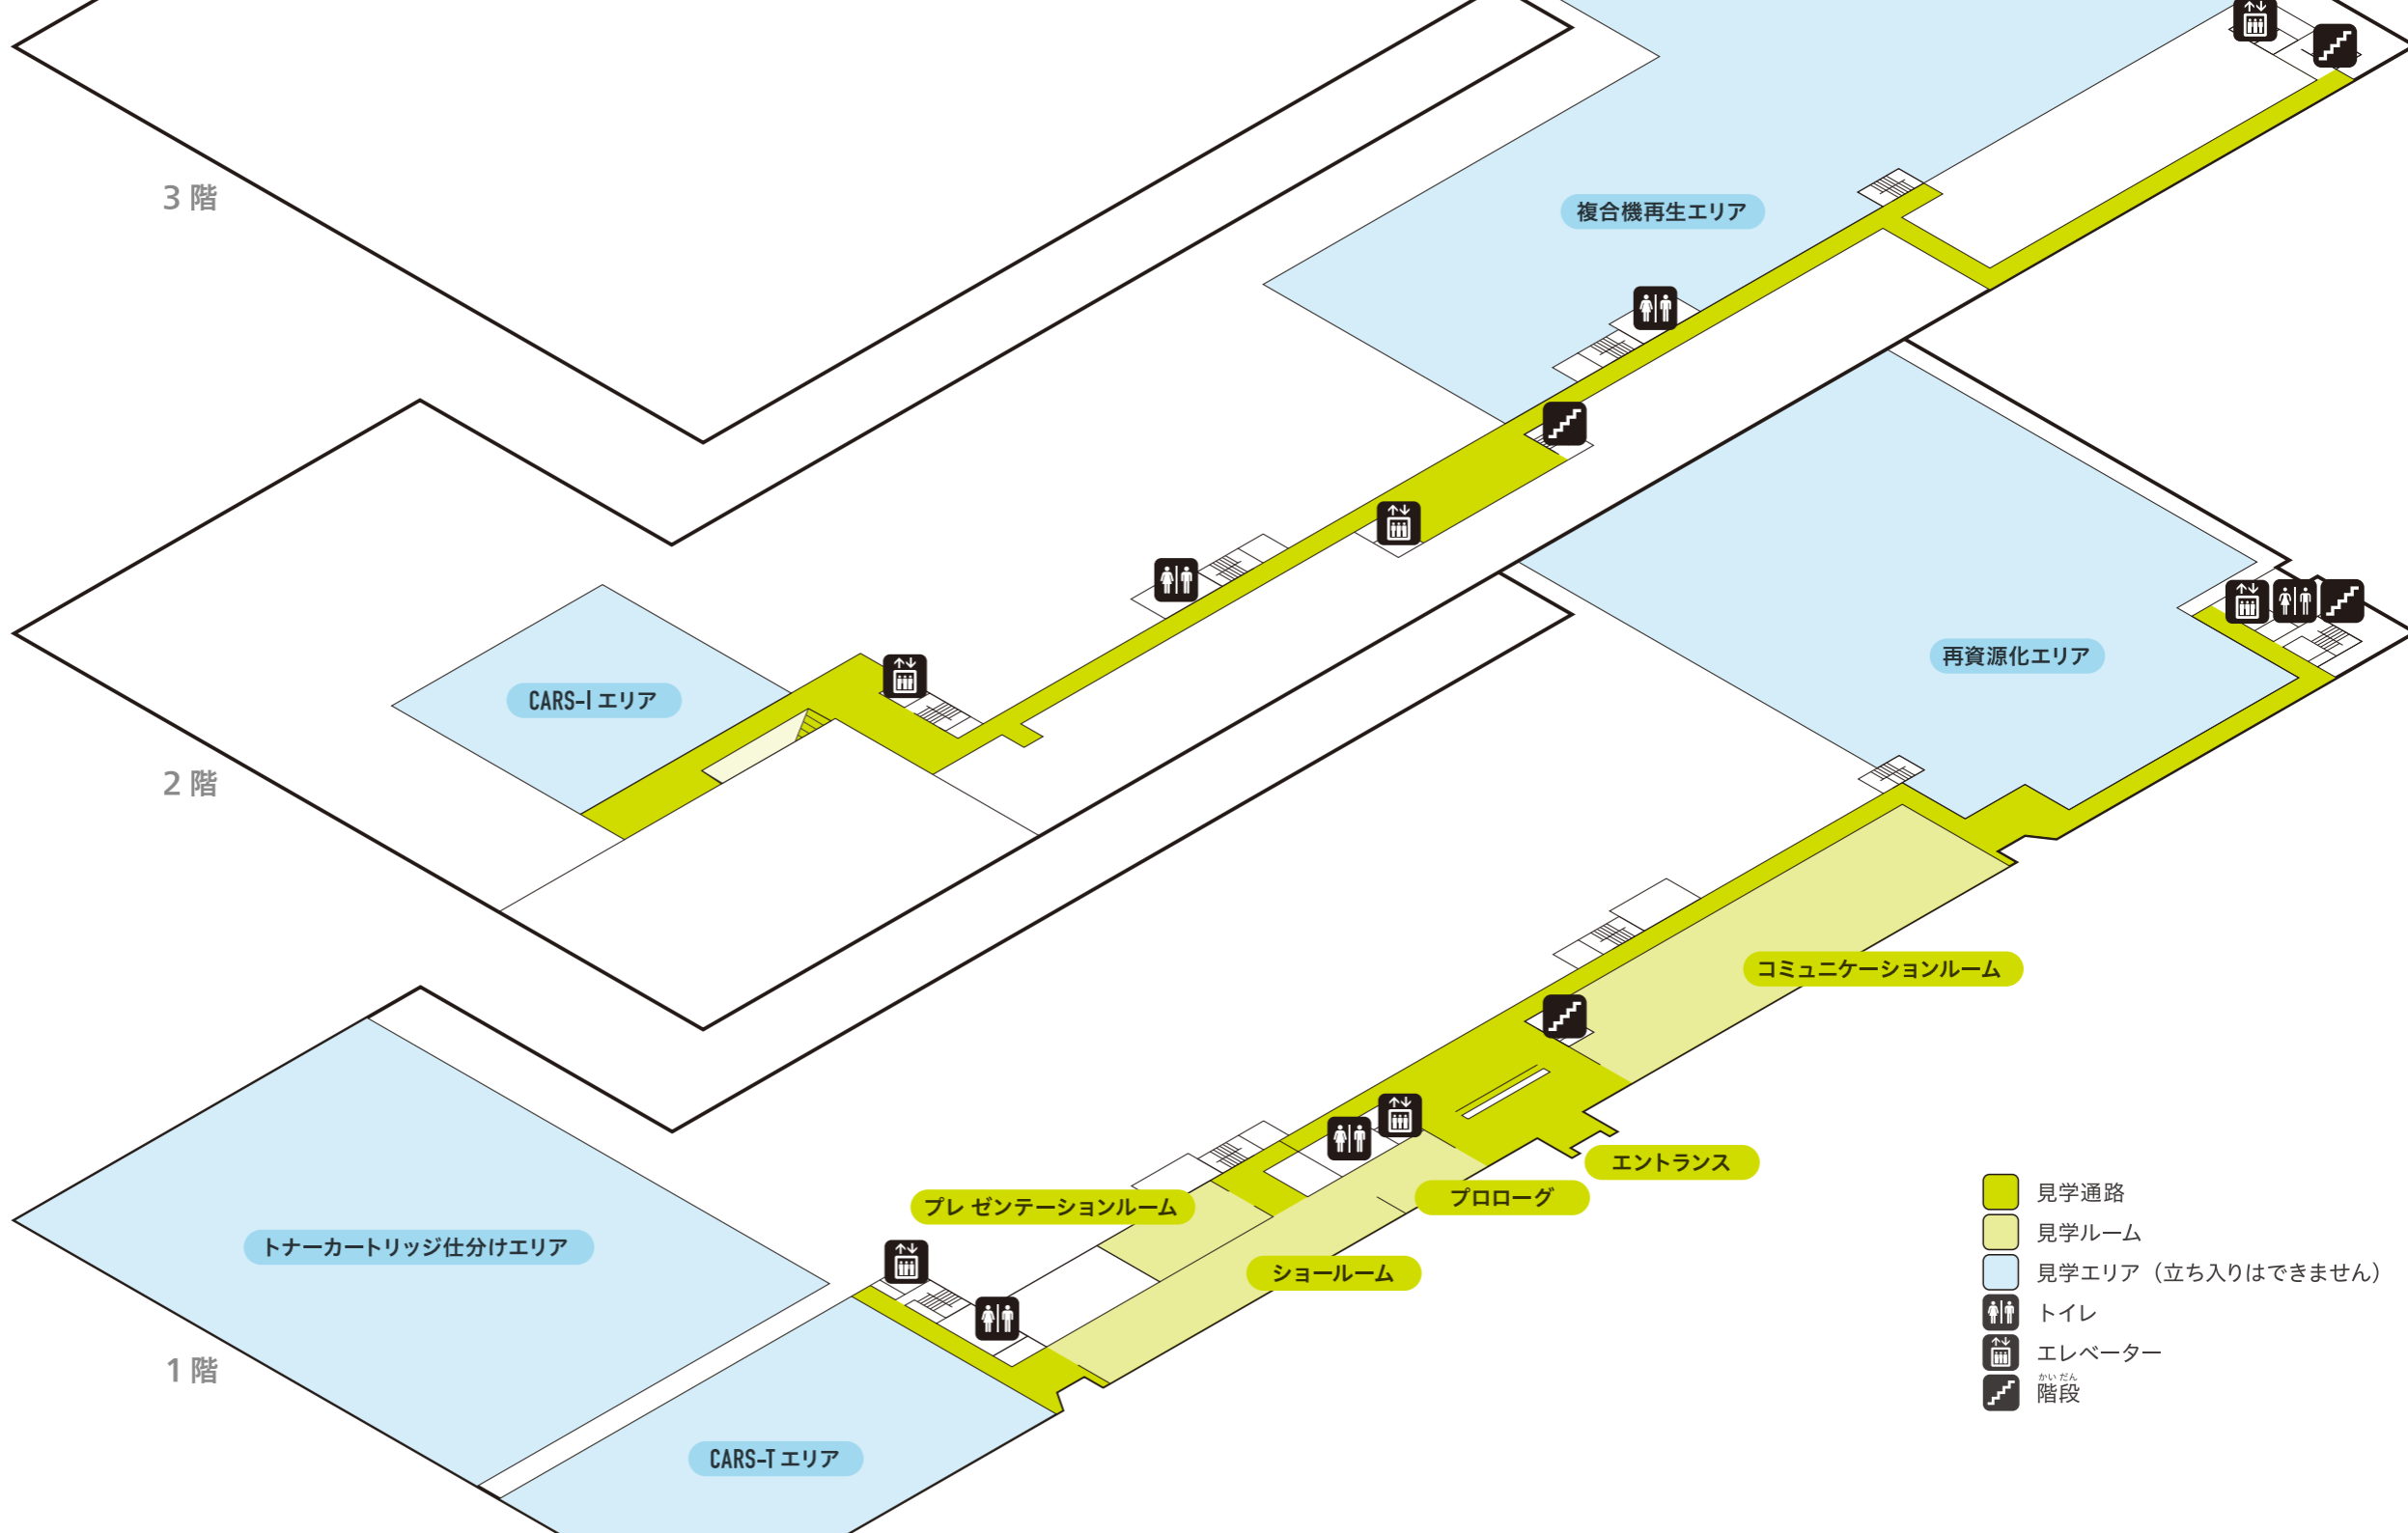 3 階
複合機再生エリア
再資源化エリア
CARS-I エリア
2 階
コミュニケーションルーム
エントランス
プロローグ
プレ ゼンテーションルーム
ショールーム
トナーカートリッジ仕分けエリア
1 階
CARS-T エリア
見学通路
見学ルーム
見学エリア（立ち入りはできません）
トイレ
エレベーター
かい だん
階段